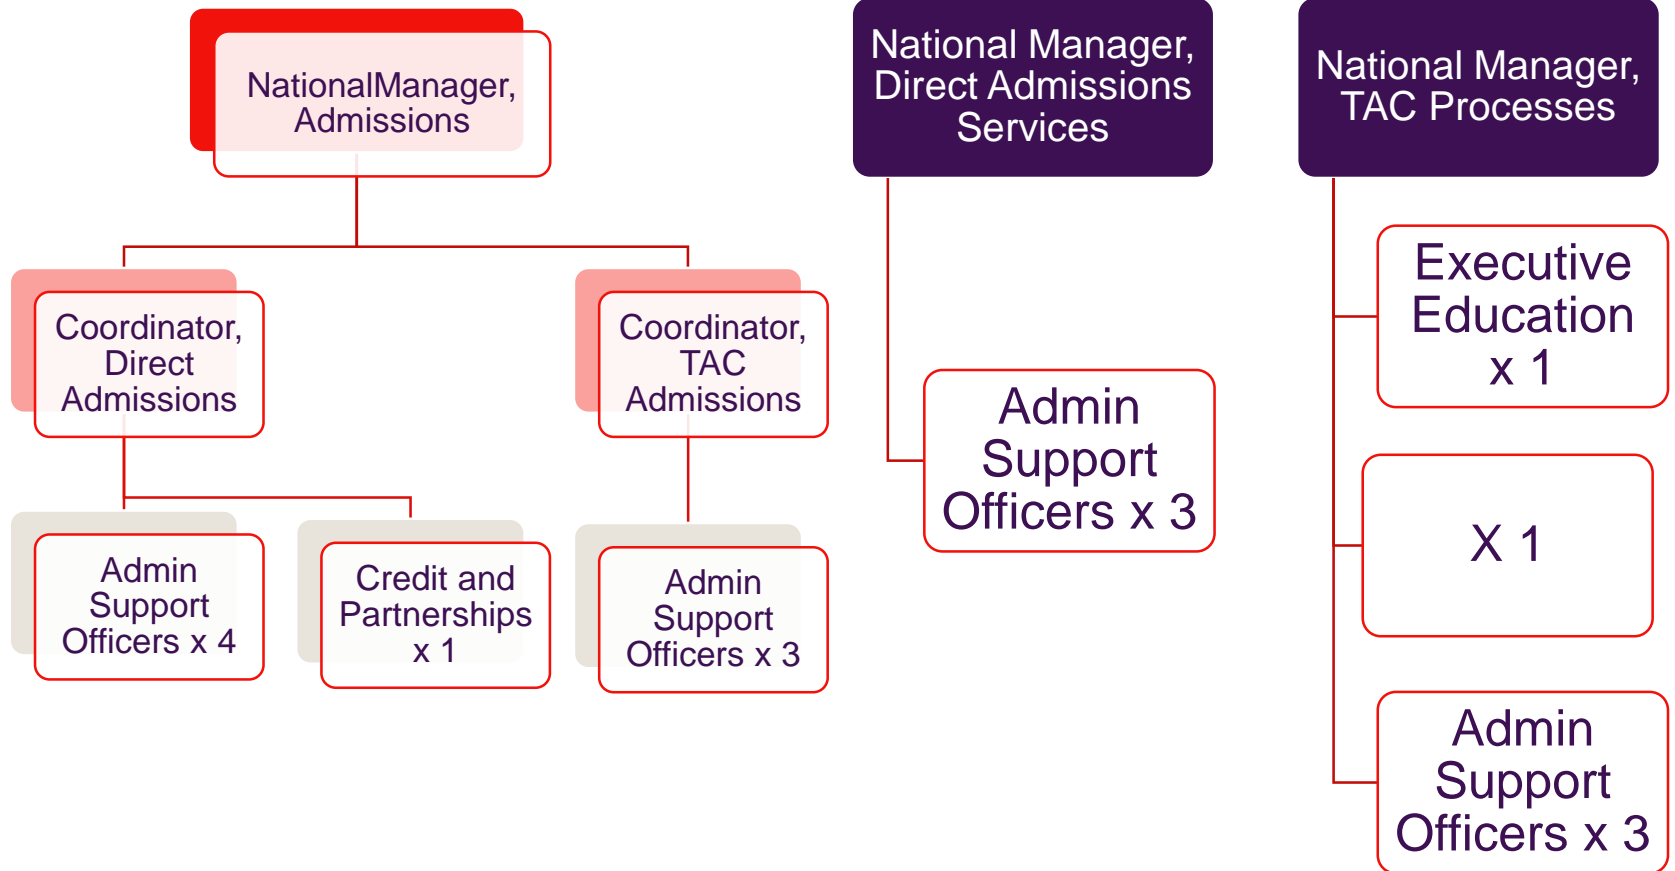 NationalManager,
Admissions
Coordinator,
Direct
Admissions
Coordinator,
TAC
Admissions
Admin
Support
Officers x 4
Credit and
Partnerships
x 1
Admin
Support
Officers x 3
National Manager,
Direct Admissions
Services
Admin
Support
Officers x 3
National Manager,
TAC Processes
Executive
Education
x 1
X 1
Admin
Support
Officers x 3